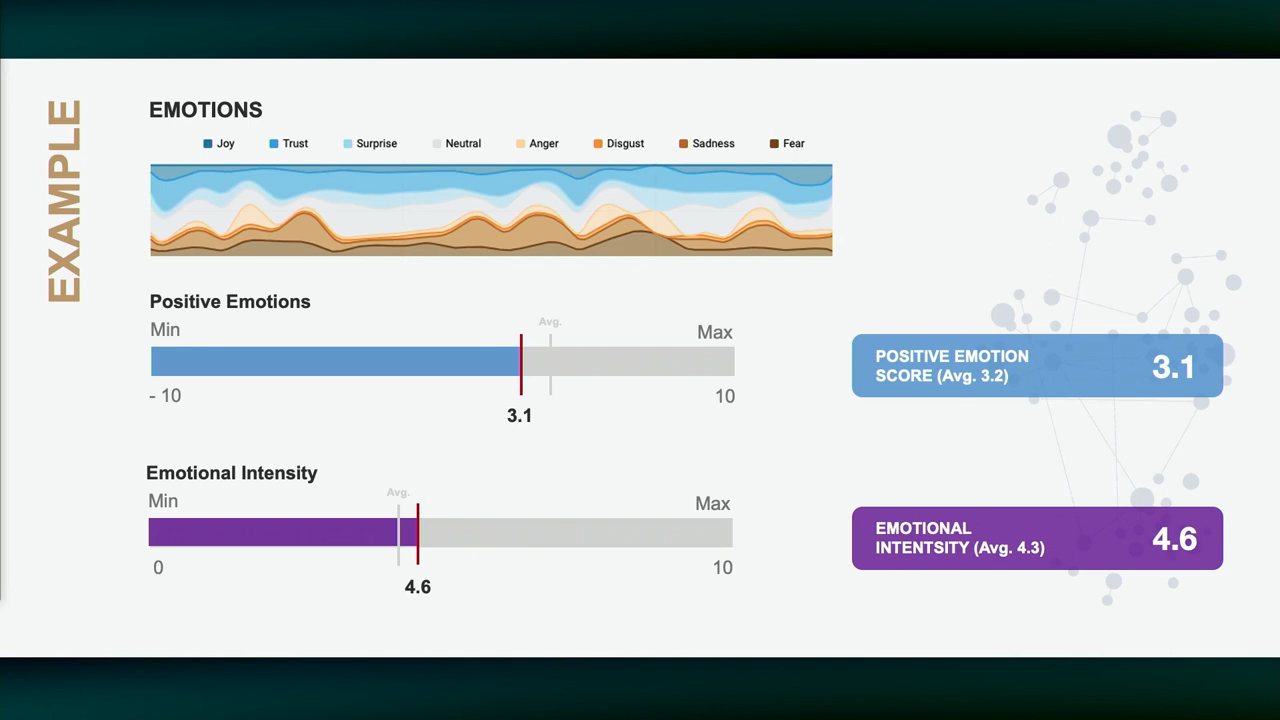 EXAMPLE
EMOTIONS
Joy Trust Surprise Neutral Anger Disgust Sadness Fear
Positive Emotions
Min Avg. Max
- 10 10
3.1
POSITIVE EMOTION
SCORE (Avg. 3.2)
3.1
Emotional Intensity
Min Avg. Max
0 10
4.6
EMOTIONAL
INTENTSITY (Avg. 4.3)
4.6